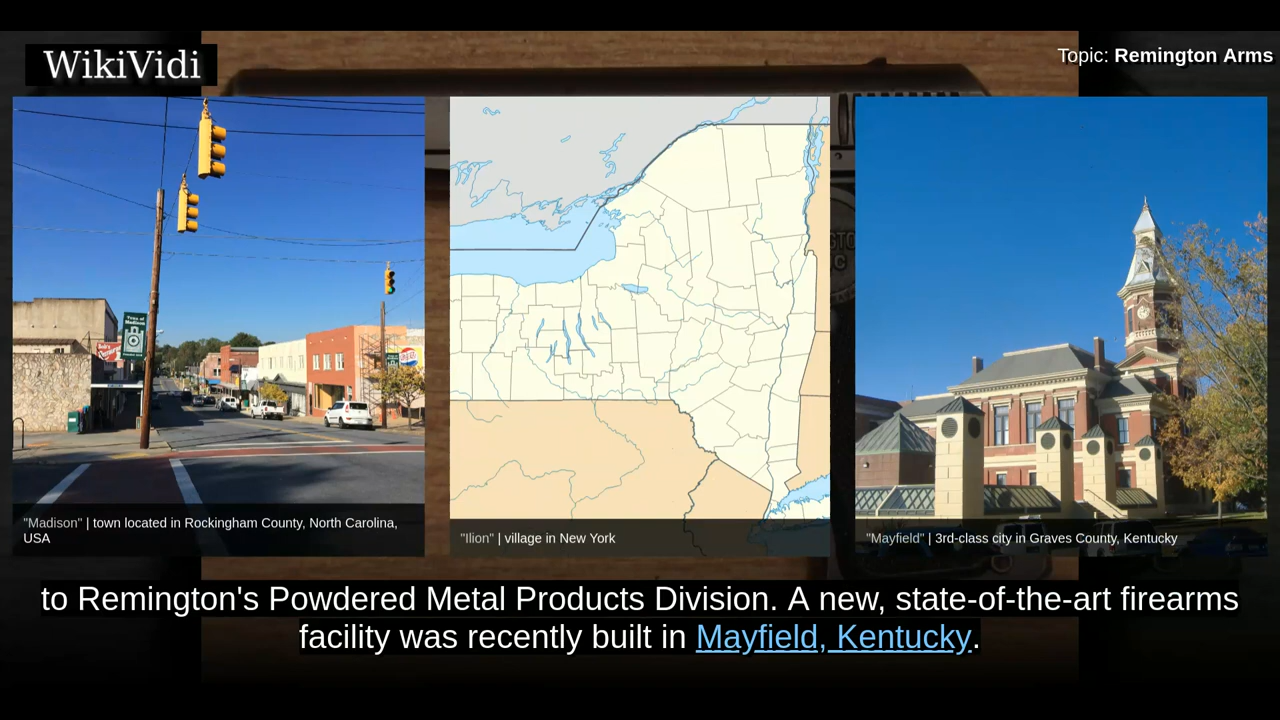 WikiVidi
Topic: Remington Arms
"Madison" | town located in Rockingham County, North Carolina,
USA
"Ilion" | village in New York
"Mayfield" | 3rd-class city in Graves County, Kentucky
to Remington's Powdered Metal Products Division. A new, state-of-the-art firearms
facility was recently built in Mayfield, Kentucky.